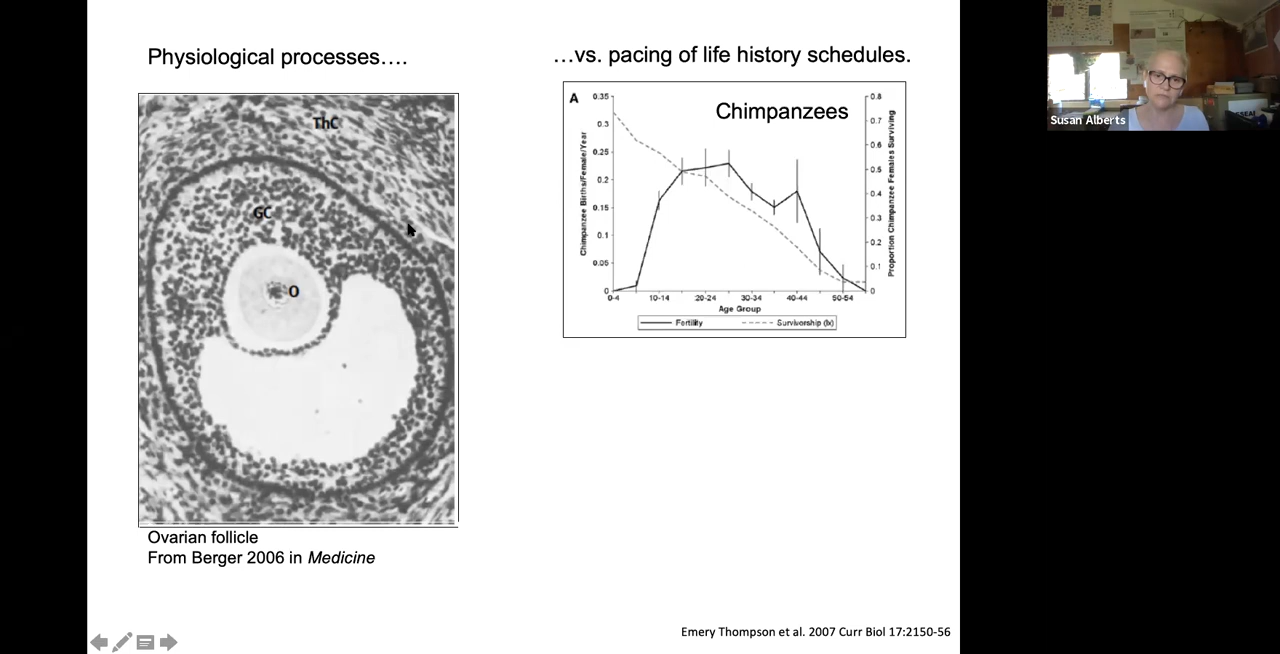 Physiological processes….
…vs. pacing of life history schedules.
ThC
GC
O
Ovarian follicle
From Berger 2006 in Medicine
A
Chimpanzees
Chimpanzee Births/Female/Year
0.35
0.3
0.25
0.2
0.15
0.1
0.05
0
Proportion Chimpanzee Females Surviving
0.8
0.7
0.6
0.5
0.4
0.3
0.2
0.1
0
0-4 10-14 20-24 30-34 40-44 50-54
Age Group
Fertility Survivorship (lx)
Emery Thompson et al. 2007 Curr Biol 17:2150-56
Susan Alberts